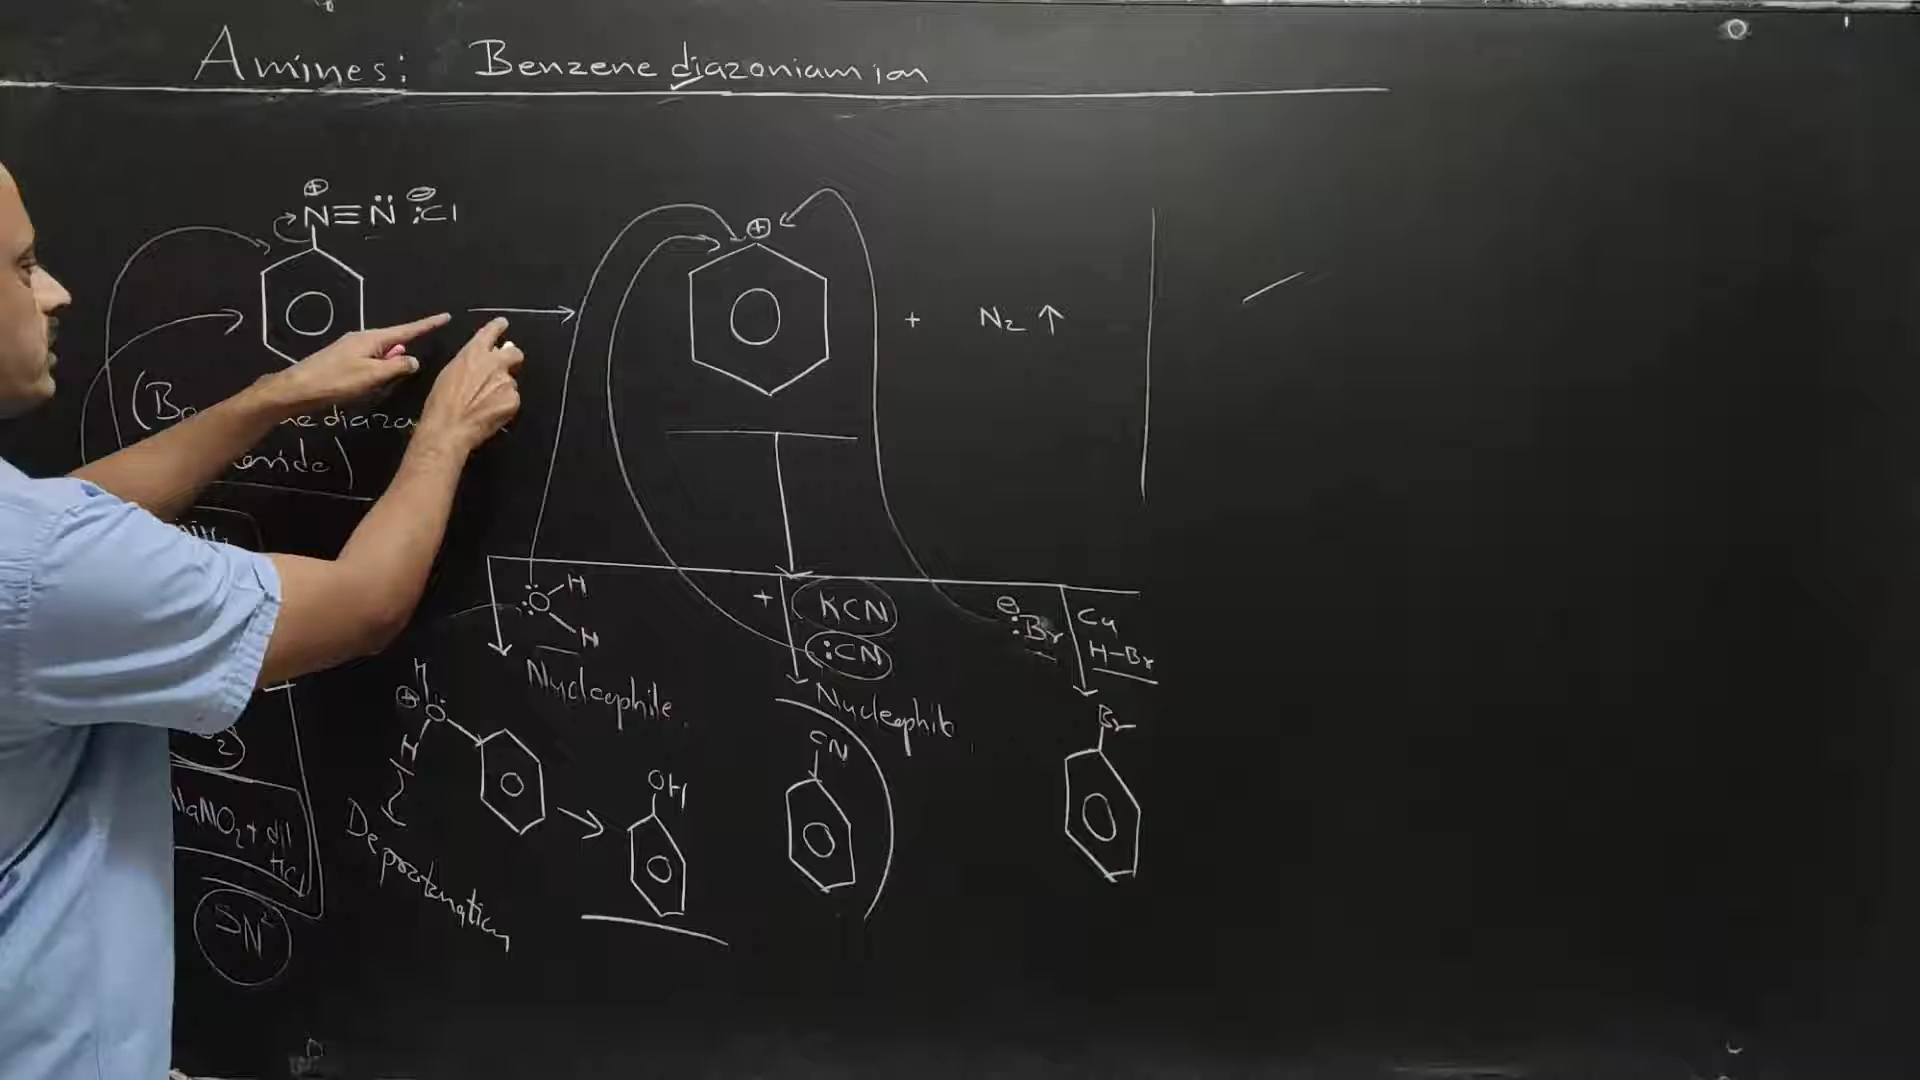 Amines: Benzene diazonium ion
⊕ ⊖
N≡N̈ :Cl
⊕
+ N2 ↑
O H
H
Nucleophile
+ KCN
:CN
Nucleophile
⊖
:Br
Cu
H-Br
H
⊕ O
H
Deprotonation
OH
CN
Br
NaNO2 + dil
HCl
SN²